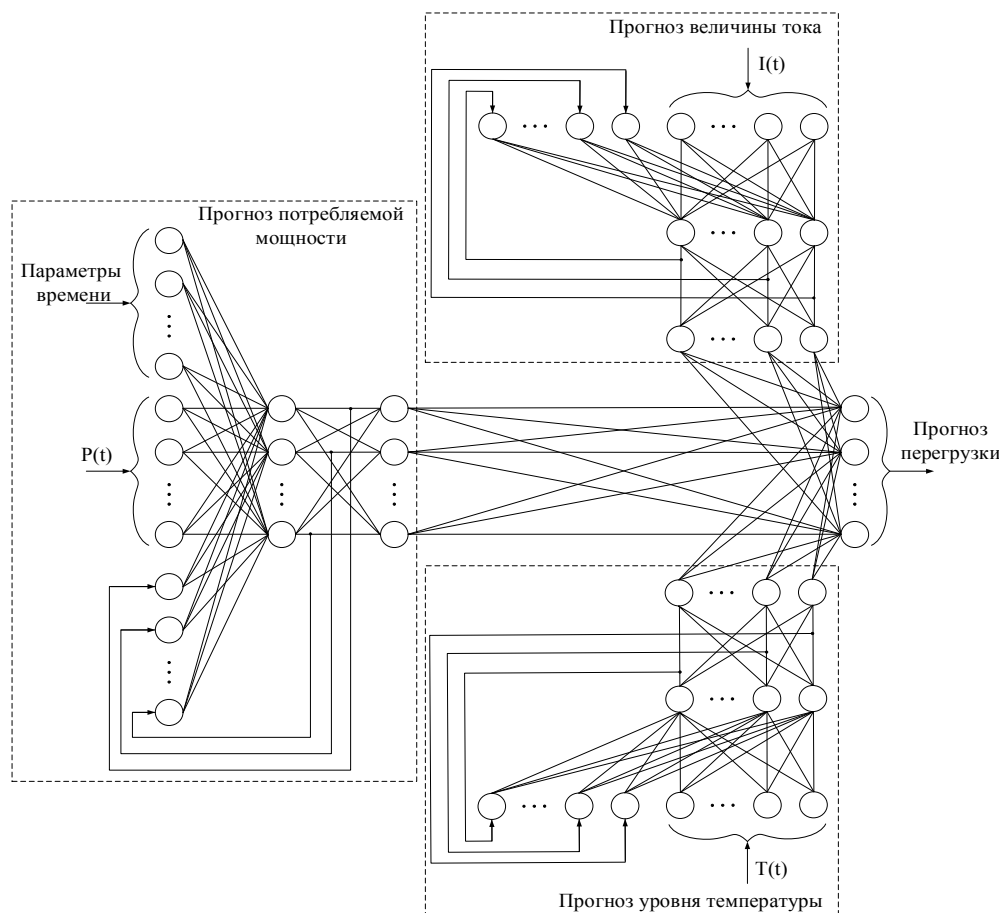 Прогноз величины тока
I(t)
Прогноз потребляемой
мощности
Параметры
времени
P(t)
Прогноз
перегрузки
T(t)
Прогноз уровня температуры